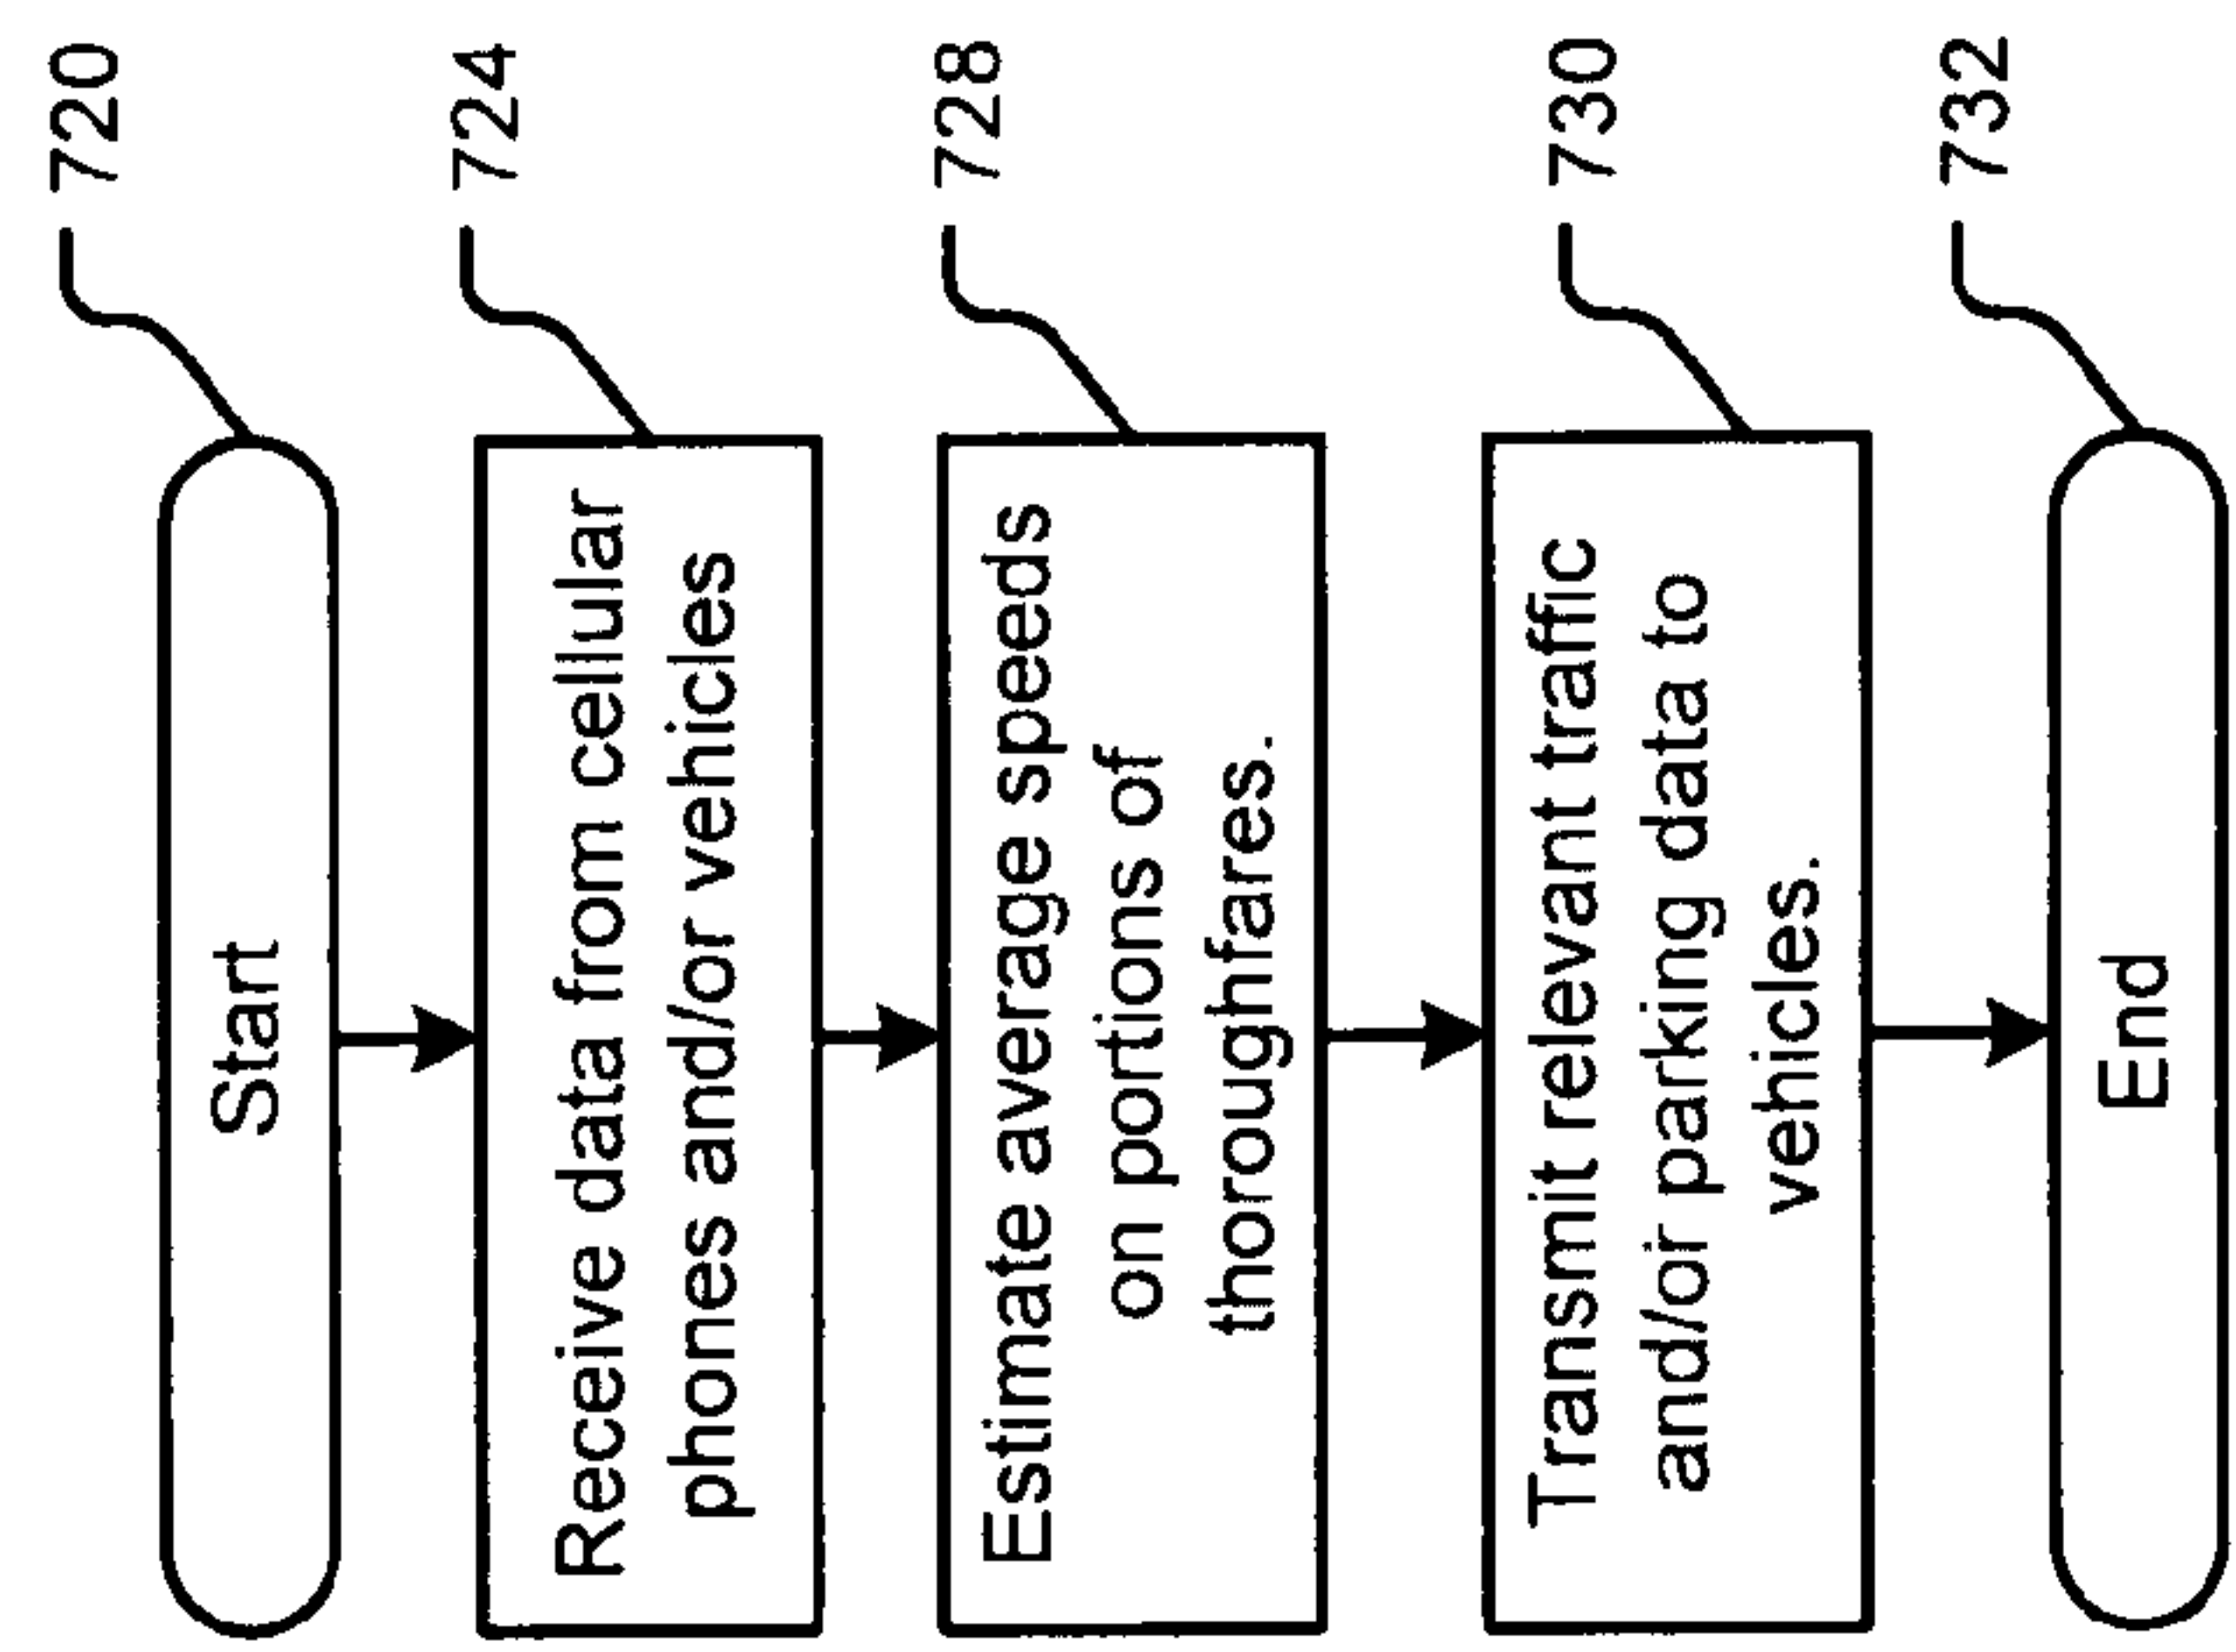 Start
720
Receive data from cellular
phones and/or vehicles
724
Estimate average speeds
on portions of
thoroughfares.
728
Transmit relevant traffic
and/or parking data to
vehicles.
730
End
732